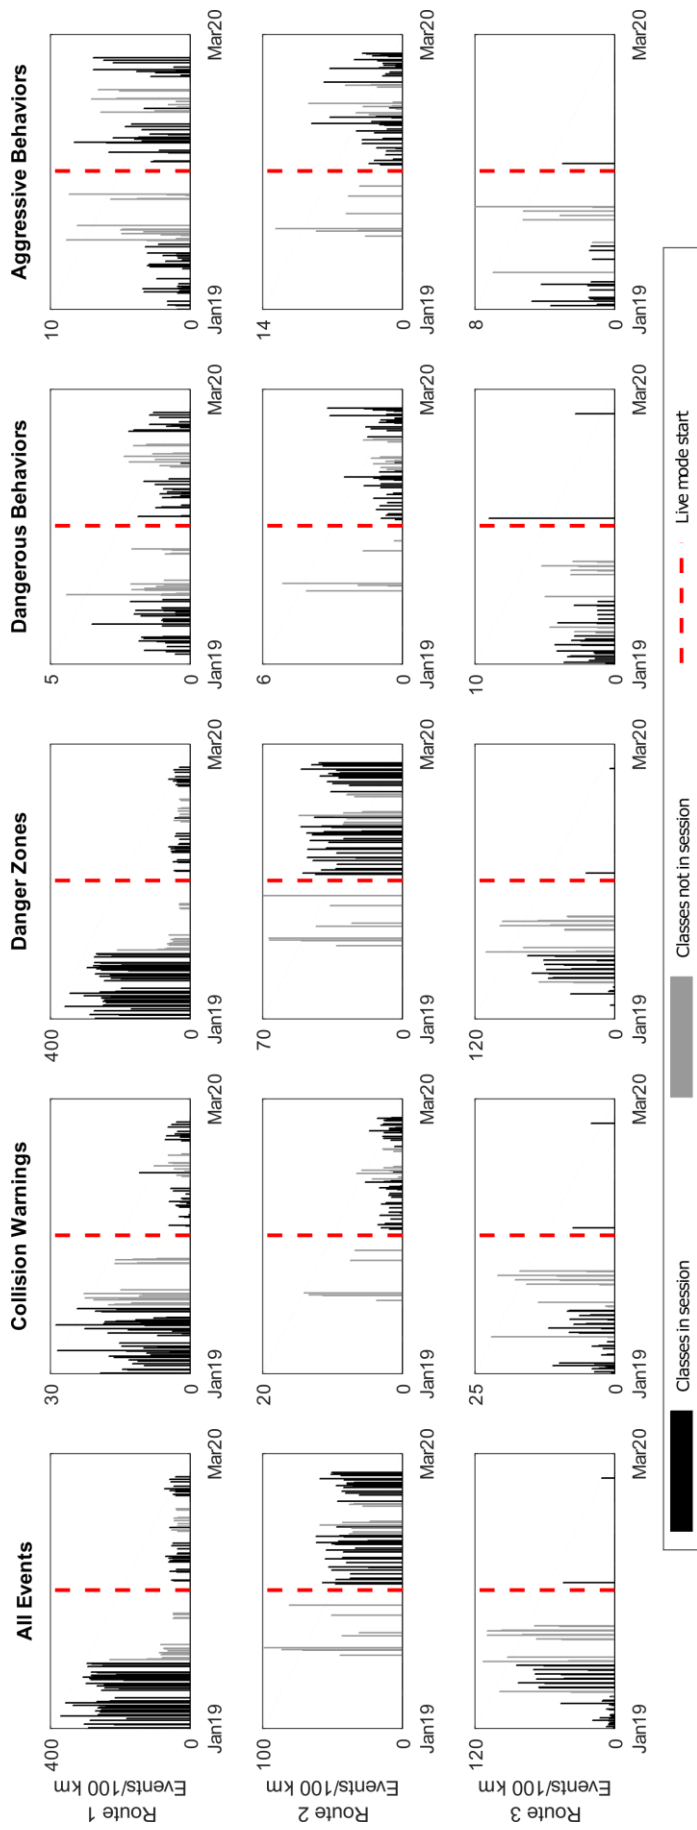 All Events
Collision Warnings
Danger Zones
Dangerous Behaviors
Aggressive Behaviors
Route 1
Events/100 km
400
0
Jan19
Mar20
30
0
Jan19
Mar20
400
0
Jan19
Mar20
5
0
Jan19
Mar20
10
0
Jan19
Mar20
Route 2
Events/100 km
100
0
Jan19
Mar20
20
0
Jan19
Mar20
70
0
Jan19
Mar20
6
0
Jan19
Mar20
14
0
Jan19
Mar20
Route 3
Events/100 km
120
0
Jan19
Mar20
25
0
Jan19
Mar20
120
0
Jan19
Mar20
10
0
Jan19
Mar20
8
0
Jan19
Mar20
Classes in session
Classes not in session
Live mode start